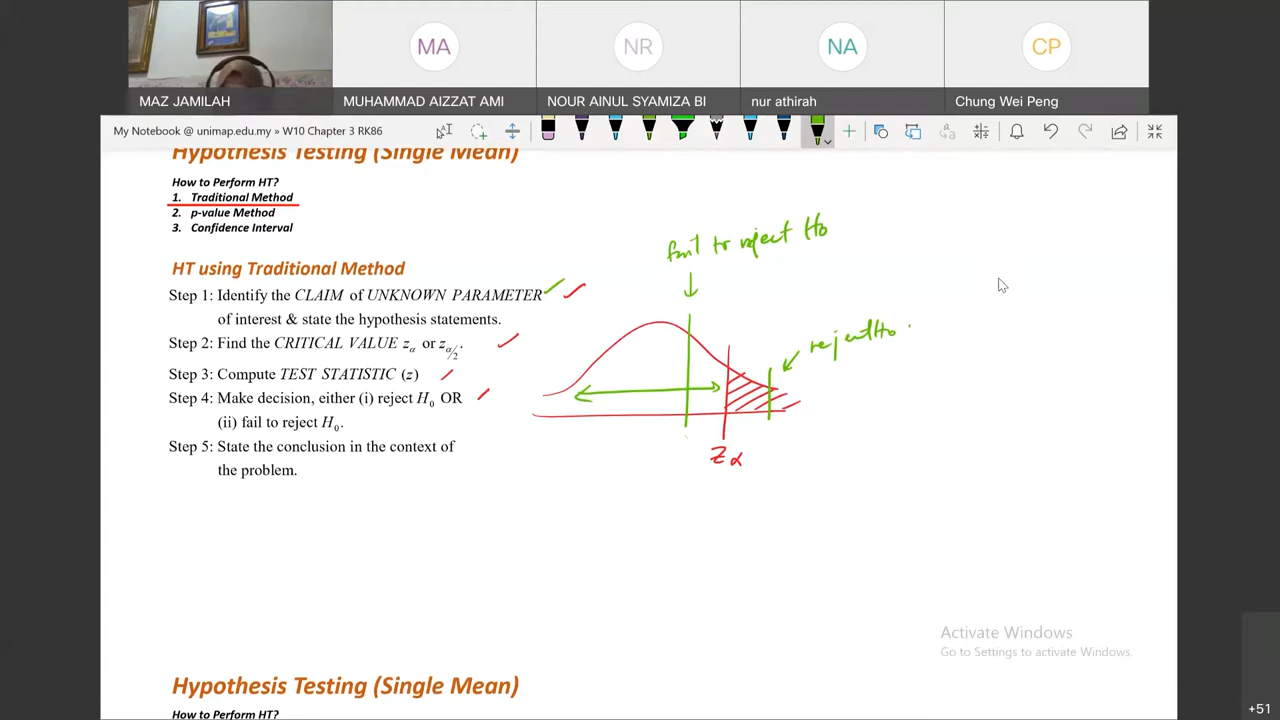 MA
NR
NA
CP
MAZ JAMILAH
MUHAMMAD AIZZAT AMI
NOUR AINUL SYAMIZA BI
nur athirah
Chung Wei Peng
My Notebook @ unimap.edu.my » W10 Chapter 3 RK86
Hypothesis Testing (Single Mean)
How to Perform HT?
1. Traditional Method
2. p-value Method
3. Confidence Interval
HT using Traditional Method
Step 1: Identify the CLAIM of UNKNOWN PARAMETER
of interest & state the hypothesis statements.
Step 2: Find the CRITICAL VALUE zα or zα/2.
Step 3: Compute TEST STATISTIC (z)
Step 4: Make decision, either (i) reject H0 OR
(ii) fail to reject H0.
Step 5: State the conclusion in the context of
the problem.
fail to reject Ho
reject Ho
Zα
Activate Windows
Go to Settings to activate Windows.
Hypothesis Testing (Single Mean)
How to Perform HT?
+51